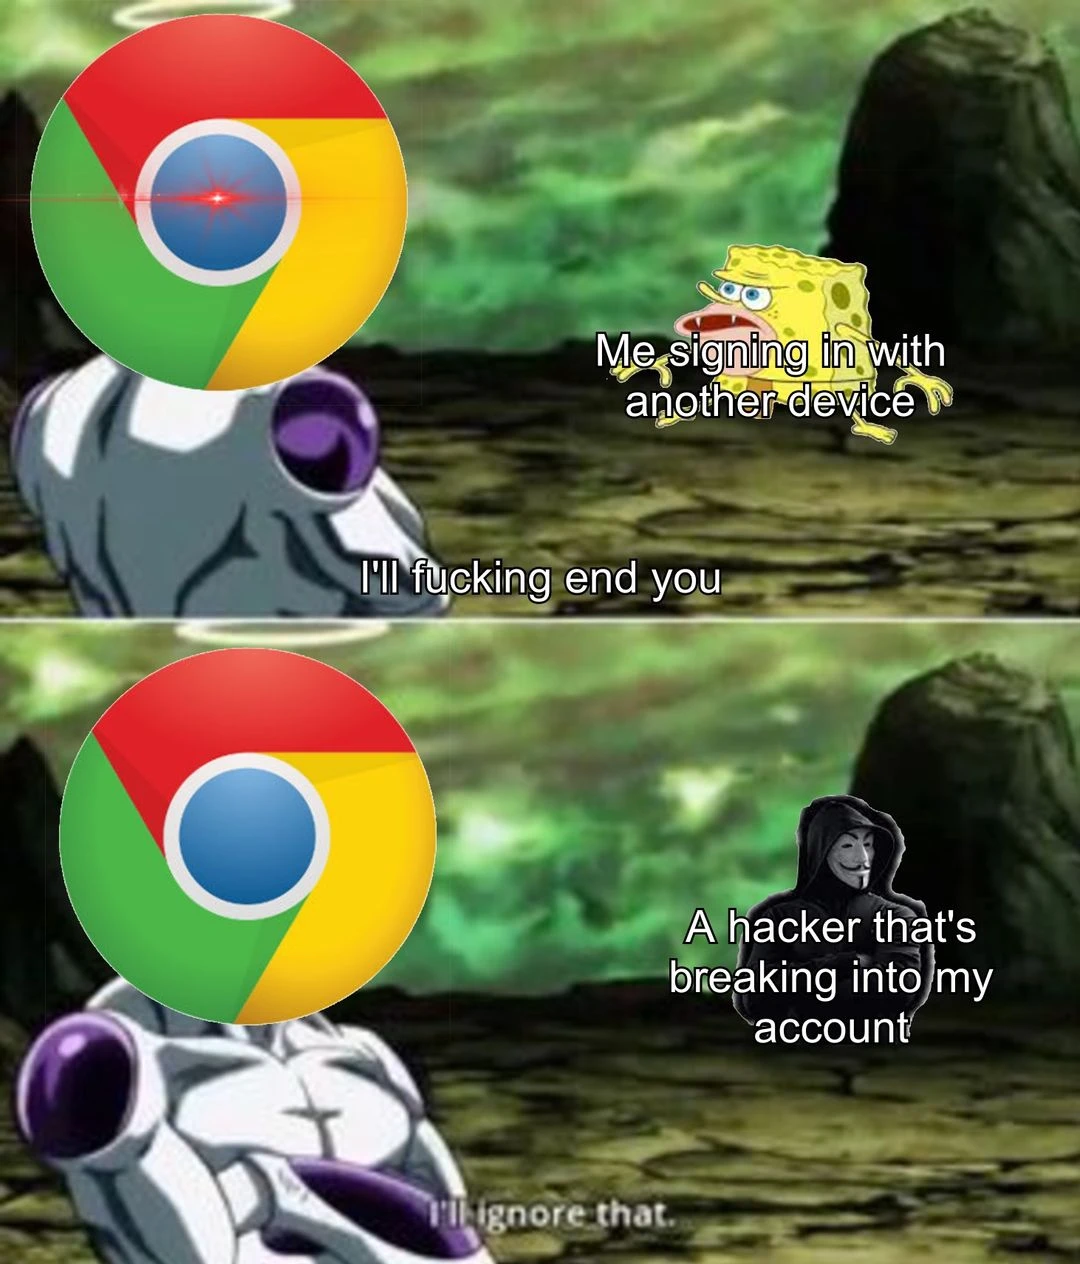 Me signing in with
another device
I'll fucking end you
A hacker that's
breaking into my
account
I'll ignore that.